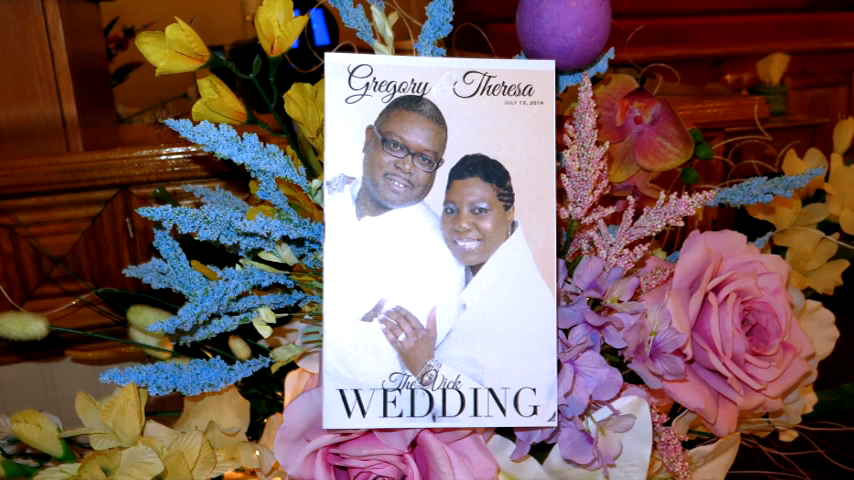 Gregory & Theresa
JULY 13, 2019
The Vick
WEDDING